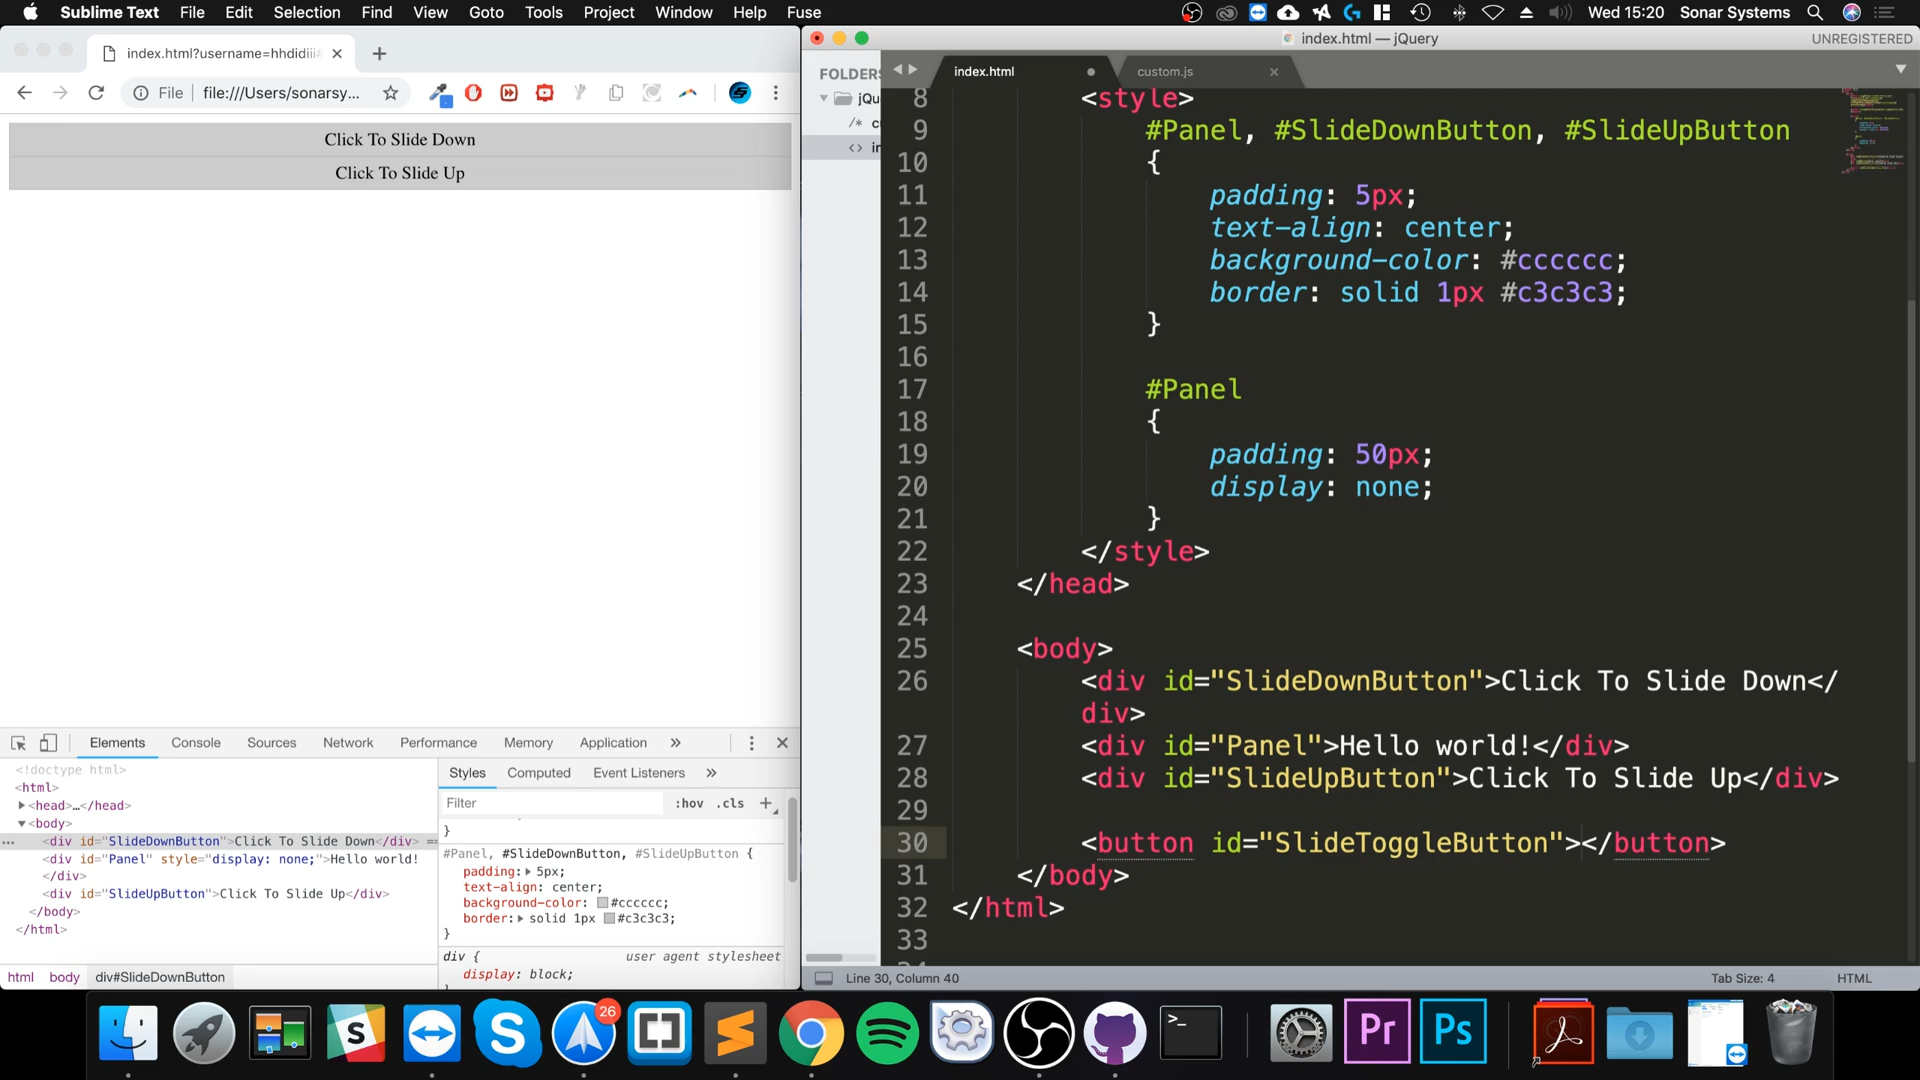 Sublime Text File Edit Selection Find View Goto Tools Project Window Help Fuse Wed 15:20 Sonar Systems
index.html?username=hhdidiii
File file:///Users/sonarsy...
Click To Slide Down
Click To Slide Up
Elements Console Sources Network Performance Memory Application »
<!doctype html>
<html>
<head>…</head>
<body>
<div id="SlideDownButton">Click To Slide Down</div> ==
<div id="Panel" style="display: none;">Hello world!
</div>
<div id="SlideUpButton">Click To Slide Up</div>
</body>
</html>
html body div#SlideDownButton
Styles Computed Event Listeners »
Filter :hov .cls +
}
#Panel, #SlideDownButton, #SlideUpButton {
padding: 5px;
text-align: center;
background-color: #cccccc;
border: solid 1px #c3c3c3;
}
div { user agent stylesheet
display: block;
index.html — jQuery UNREGISTERED
FOLDERS
jQu
/* c
<> in
index.html custom.js
8 <style>
9 #Panel, #SlideDownButton, #SlideUpButton
10 {
11 padding: 5px;
12 text-align: center;
13 background-color: #cccccc;
14 border: solid 1px #c3c3c3;
15 }
16
17 #Panel
18 {
19 padding: 50px;
20 display: none;
21 }
22 </style>
23 </head>
24
25 <body>
26 <div id="SlideDownButton">Click To Slide Down</
div>
27 <div id="Panel">Hello world!</div>
28 <div id="SlideUpButton">Click To Slide Up</div>
29
30 <button id="SlideToggleButton"></button>
31 </body>
32 </html>
33
Line 30, Column 40 Tab Size: 4 HTML
26
S
>_
Pr
Ps